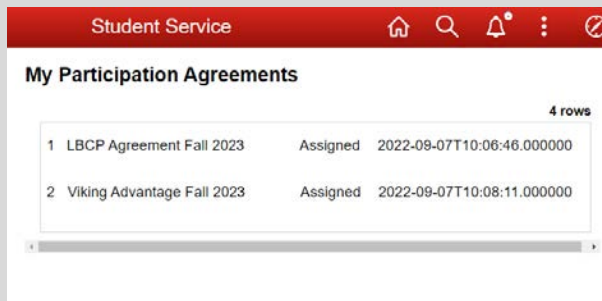 Student Service
My Participation Agreements
4 rows
1 LBCP Agreement Fall 2023 Assigned 2022-09-07T10:06:46.000000
2 Viking Advantage Fall 2023 Assigned 2022-09-07T10:08:11.000000